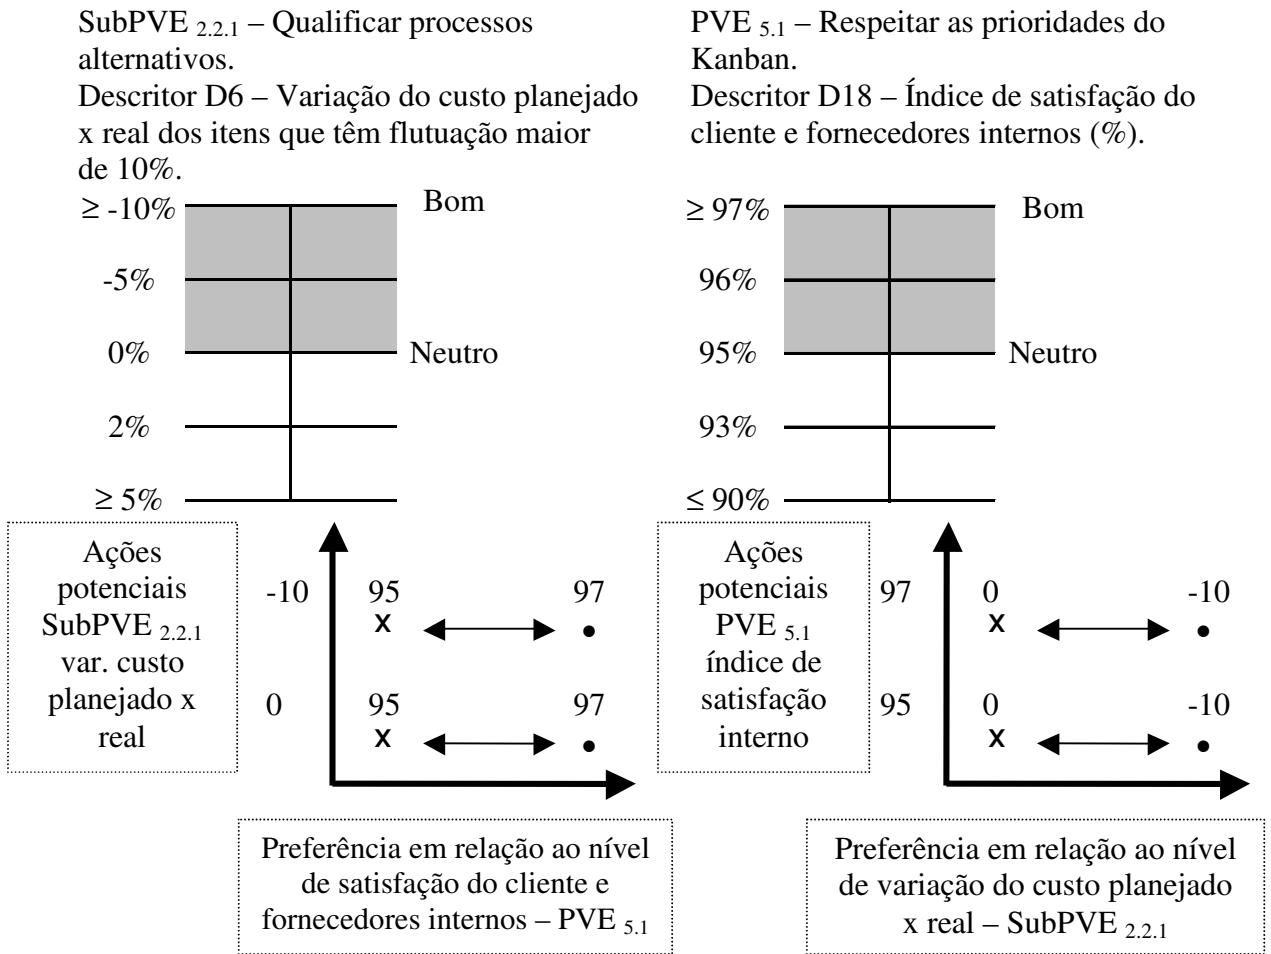 SubPVE 2.2.1 – Qualificar processos
alternativos.
Descritor D6 – Variação do custo planejado
x real dos itens que têm flutuação maior
de 10%.
≥ -10%
Bom
-5%
0%
Neutro
2%
≥ 5%
PVE 5.1 – Respeitar as prioridades do
Kanban.
Descritor D18 – Índice de satisfação do
cliente e fornecedores internos (%).
≥ 97%
Bom
96%
95%
Neutro
93%
≤ 90%
Ações
potenciais
SubPVE 2.2.1
var. custo
planejado x
real
-10
95
97
x
0
95
97
x
Preferência em relação ao nível
de satisfação do cliente e
fornecedores internos – PVE 5.1
Ações
potenciais
PVE 5.1
índice de
satisfação
interno
97
0
-10
x
95
0
-10
x
Preferência em relação ao nível
de variação do custo planejado
x real – SubPVE 2.2.1